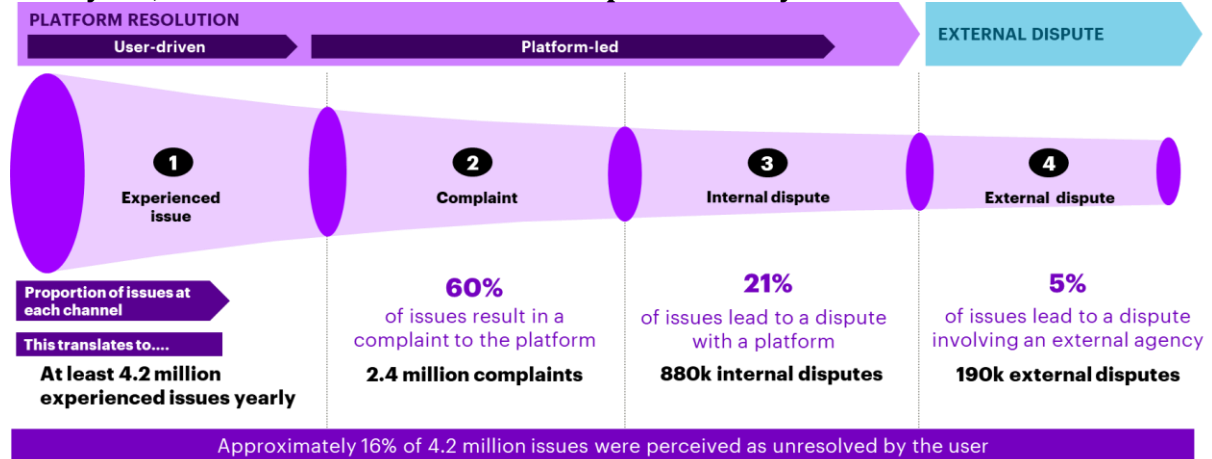 PLATFORM RESOLUTION
User-driven
Platform-led
EXTERNAL DISPUTE
1
Experienced
issue
2
Complaint
3
Internal dispute
4
External dispute
Proportion of issues at
each channel
This translates to....
At least 4.2 million
experienced issues yearly
60%
of issues result in a
complaint to the platform
2.4 million complaints
21%
of issues lead to a dispute
with a platform
880k internal disputes
5%
of issues lead to a dispute
involving an external agency
190k external disputes
Approximately 16% of 4.2 million issues were perceived as unresolved by the user